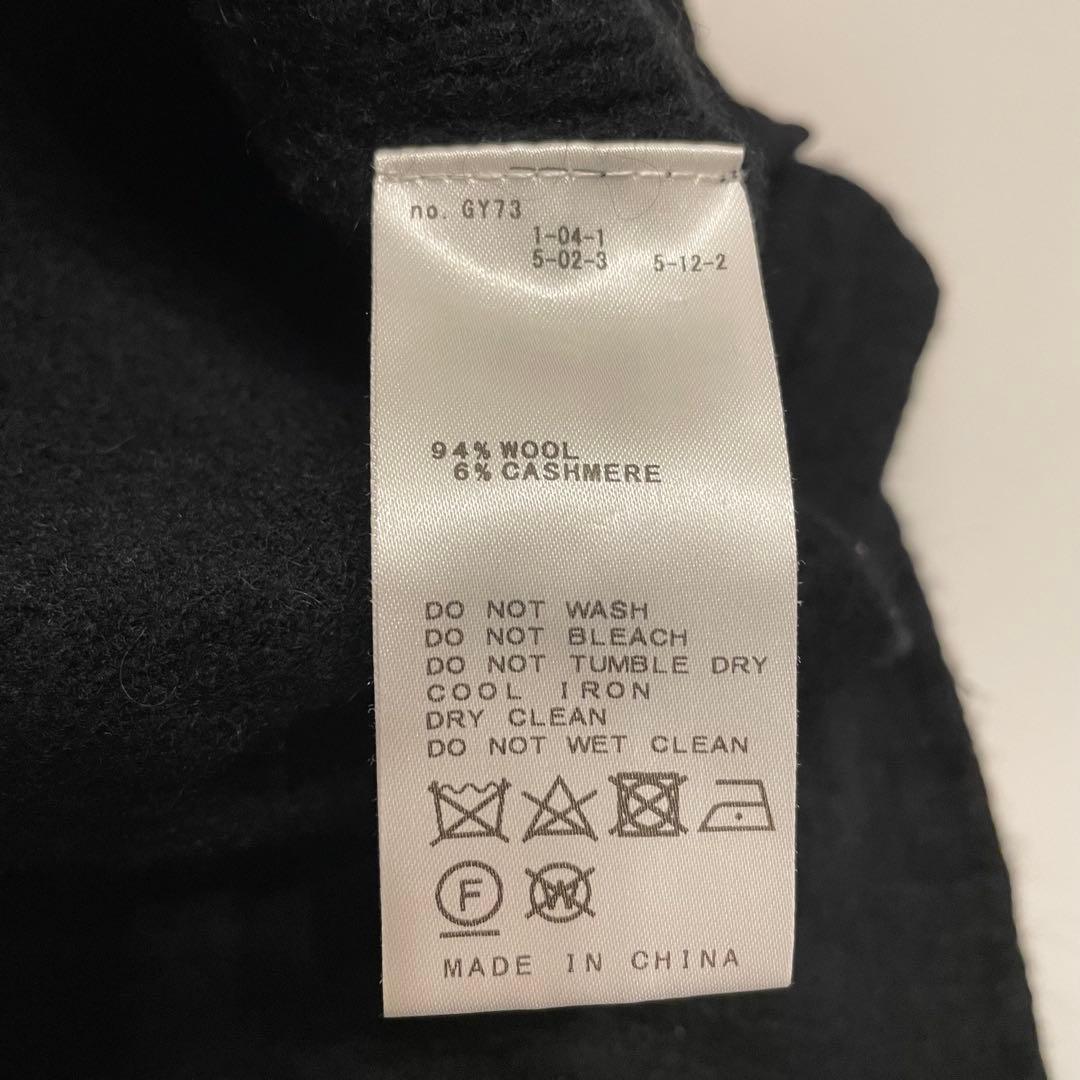 no. GY73
1-04-1
5-02-3 5-12-2
94% WOOL
6% CASHMERE
DO NOT WASH
DO NOT BLEACH
DO NOT TUMBLE DRY
COOL IRON
DRY CLEAN
DO NOT WET CLEAN
F W
MADE IN CHINA